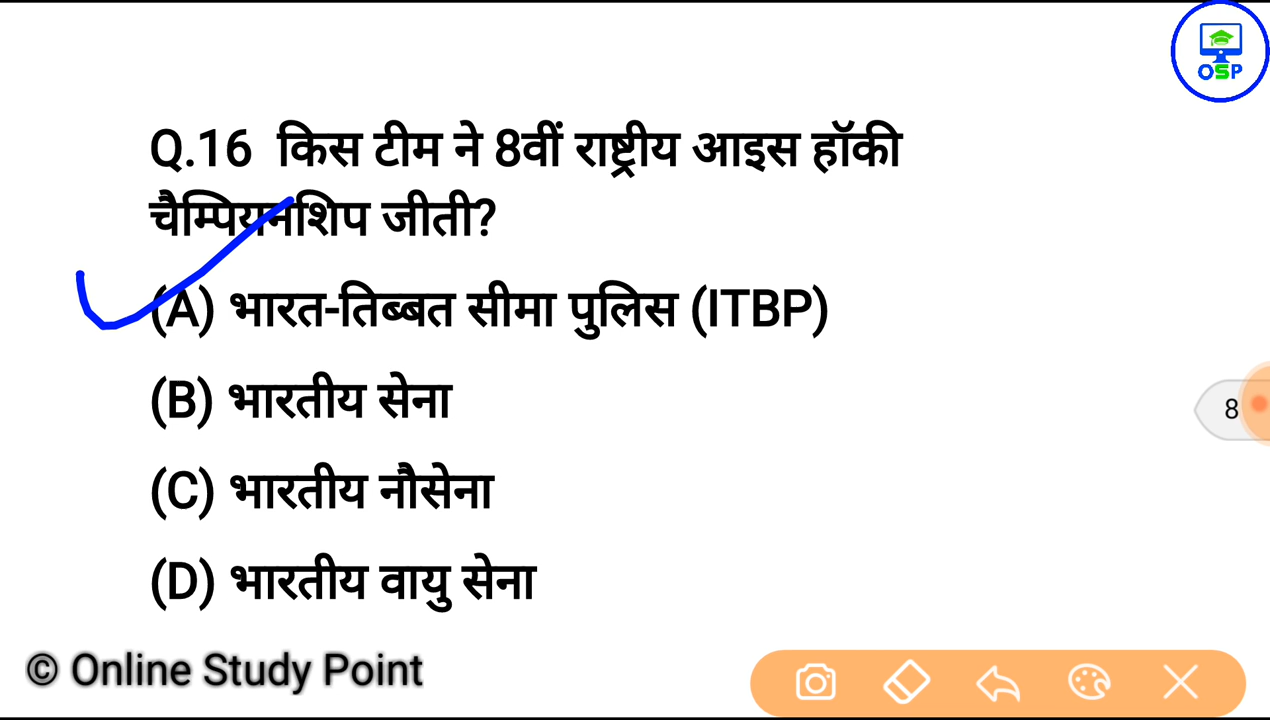 OSP
Q.16 किस टीम ने 8वीं राष्ट्रीय आइस हॉकी
चैम्पियनशिप जीती?
(A) भारत-तिब्बत सीमा पुलिस (ITBP)
(B) भारतीय सेना
8
(C) भारतीय नौसेना
(D) भारतीय वायु सेना
© Online Study Point